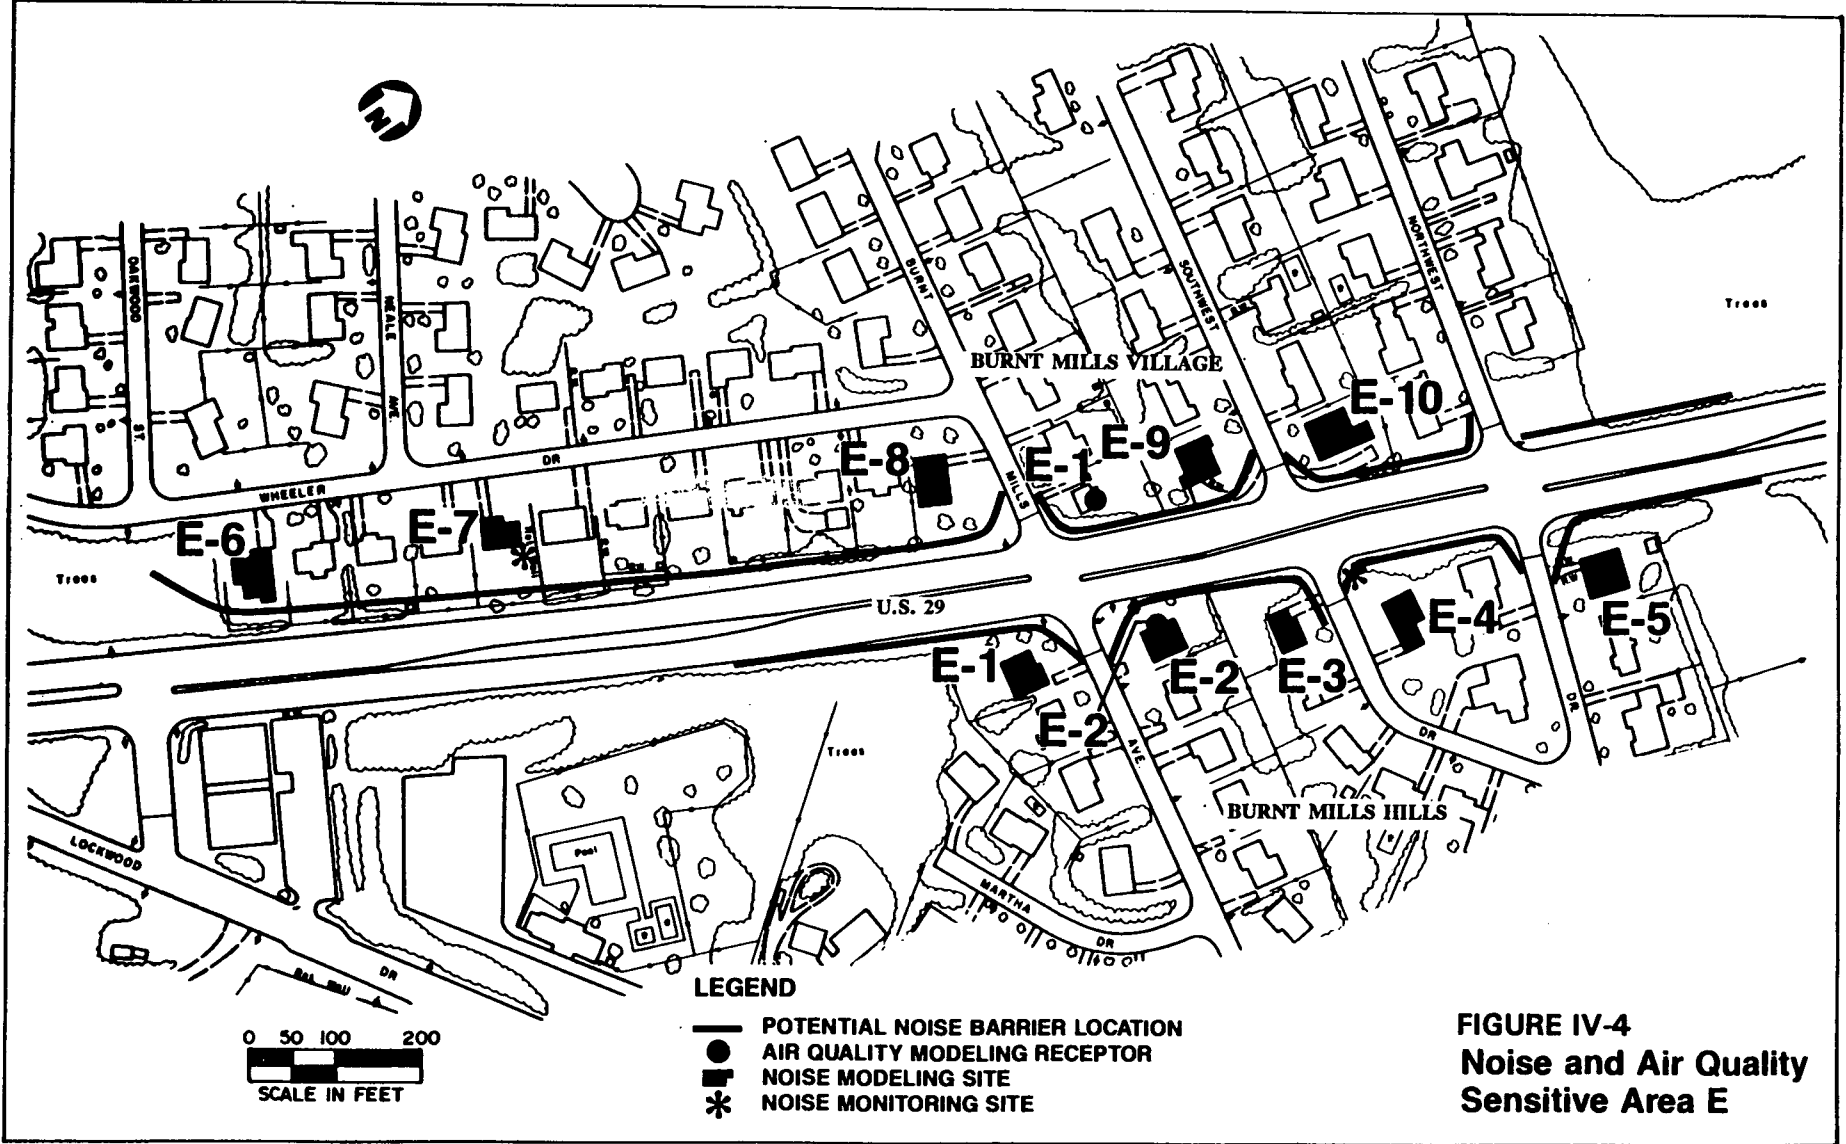 N
OAKWOOD
ST.
NEALE
AVE.
WHEELER
DR
BURNT
MILLS
AVE.
SOUTHWEST
NORTHWEST
DR.
DR
BURNT MILLS VILLAGE
Trees
E-10
E-9
E-1
E-8
E-7
E-6
Trees
U.S. 29
E-1
E-2
E-2
E-3
E-4
E-5
Trees
BURNT MILLS HILLS
Pool
MARTHA
DR
LOCKWOOD
DR
Ret. Wall
LEGEND
POTENTIAL NOISE BARRIER LOCATION
AIR QUALITY MODELING RECEPTOR
NOISE MODELING SITE
NOISE MONITORING SITE
0 50 100 200
SCALE IN FEET
FIGURE IV-4
Noise and Air Quality
Sensitive Area E